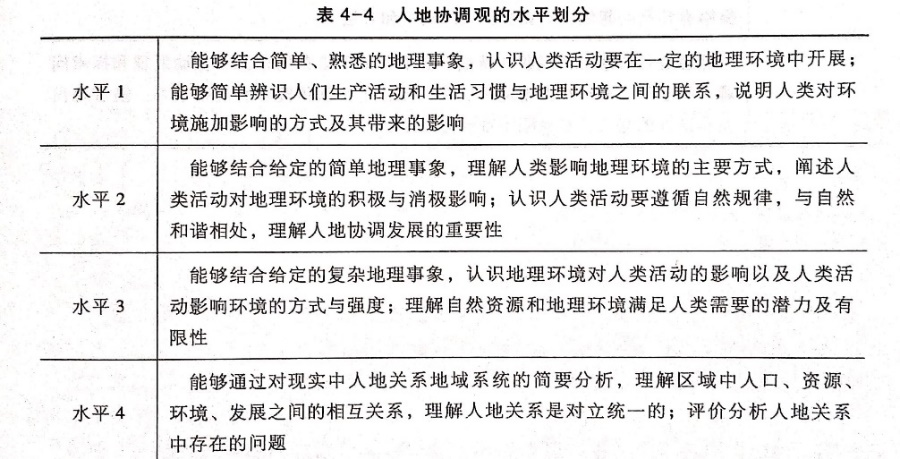 表 4-4 人地协调观的水平划分
能够结合简单、熟悉的地理事象，认识人类活动要在一定的地理环境中开展；
水平 1
能够简单辨识人们生产活动和生活习惯与地理环境之间的联系，说明人类对环
境施加影响的方式及其带来的影响
能够结合给定的简单地理事象，理解人类影响地理环境的主要方式，阐述人
水平 2
类活动对地理环境的积极与消极影响；认识人类活动要遵循自然规律，与自然
和谐相处，理解人地协调发展的重要性
能够结合给定的复杂地理事象，认识地理环境对人类活动的影响以及人类活
水平 3
动影响环境的方式与强度；理解自然资源和地理环境满足人类需要的潜力及有
限性
能够通过对现实中人地关系地域系统的简要分析，理解区域中人口、资源、
水平 4
环境、发展之间的相互关系，理解人地关系是对立统一的；评价分析人地关系
中存在的问题